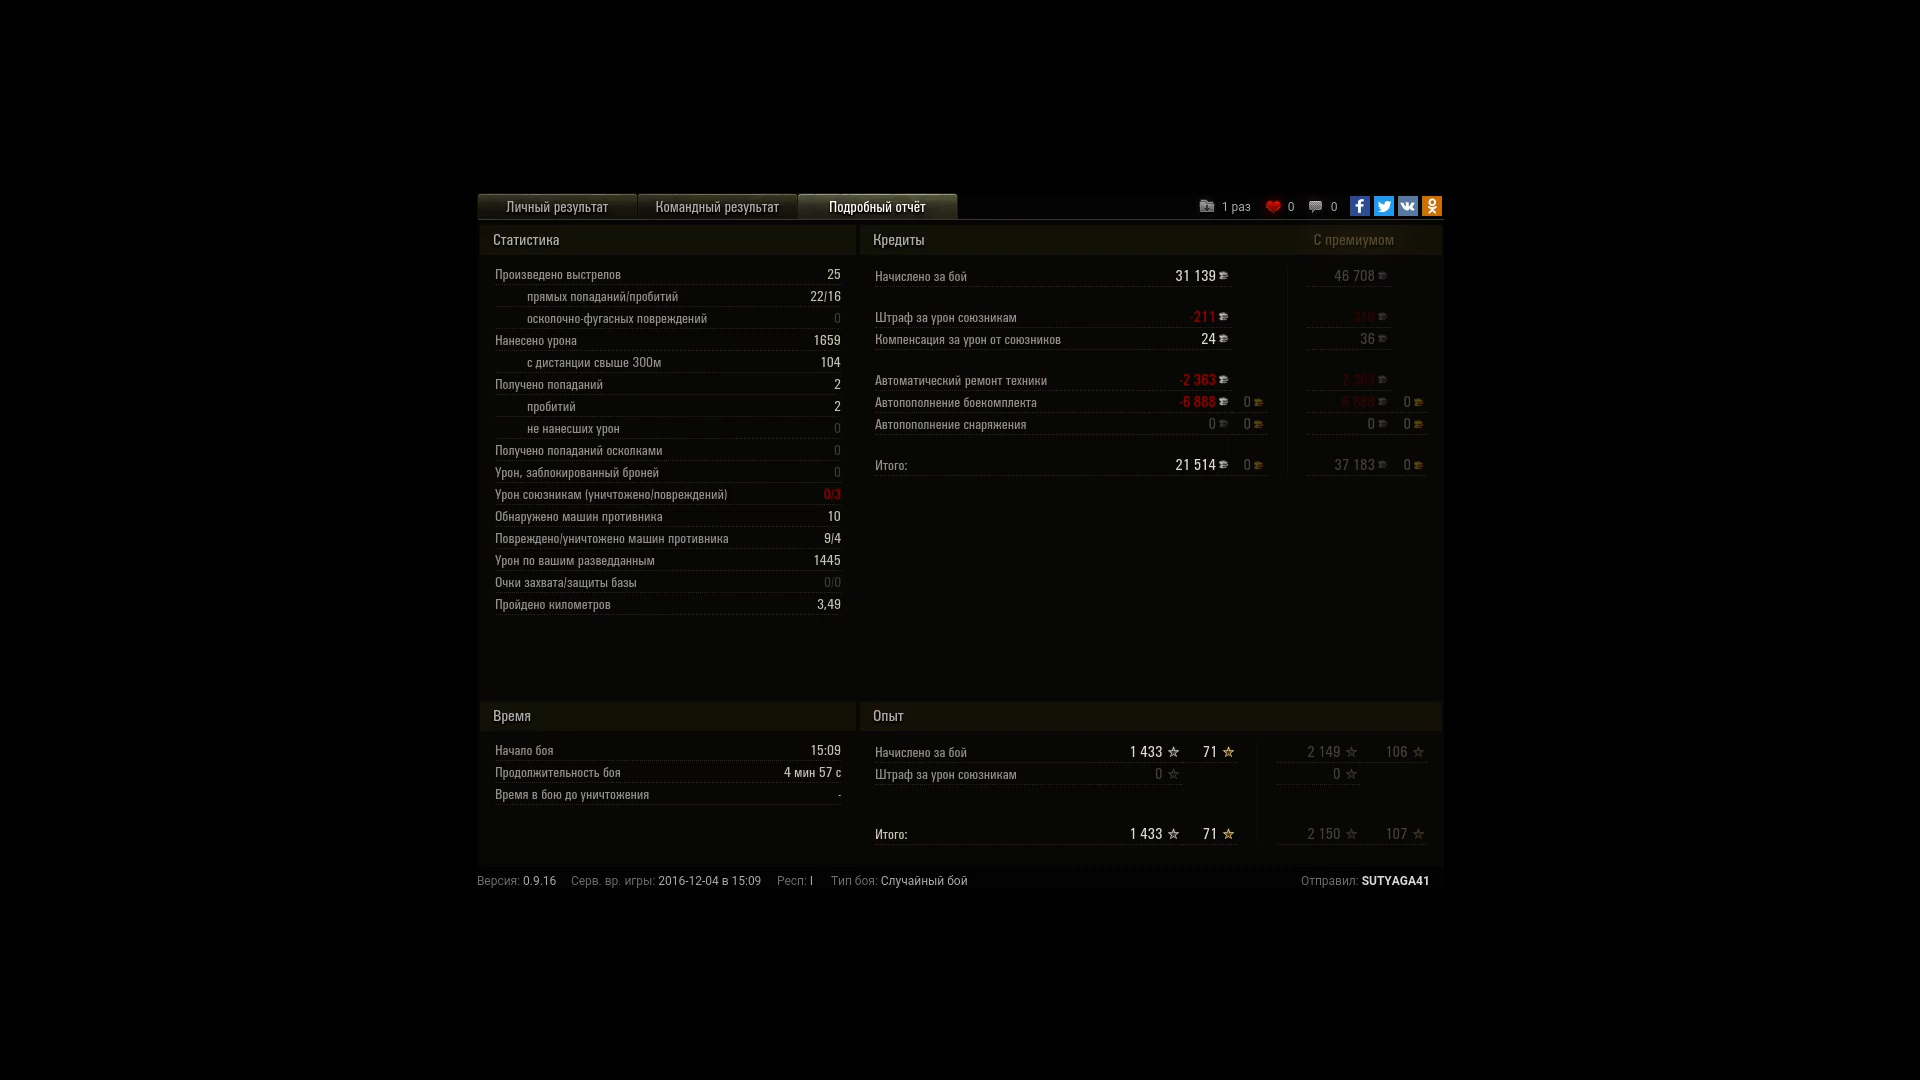 Личный результат Командный результат Подробный отчёт 1 раз 0 0
Статистика
Произведено выстрелов 25
прямых попаданий/пробитий 22/16
осколочно-фугасных повреждений 0
Нанесено урона 1659
с дистанции свыше 300м 104
Получено попаданий 2
пробитий 2
не нанесших урон 0
Получено попаданий осколками 0
Урон, заблокированный броней 0
Урон союзникам (уничтожено/повреждений) 0/3
Обнаружено машин противника 10
Повреждено/уничтожено машин противника 9/4
Урон по вашим разведданным 1445
Очки захвата/защиты базы 0/0
Пройдено километров 3,49
Кредиты С премиумом
Начислено за бой 31 139 46 708
Штраф за урон союзникам -211
Компенсация за урон от союзников 24 36
Автоматический ремонт техники -2 363
Автопополнение боекомплекта -6 888 0 0
Автопополнение снаряжения 0 0 0 0
Итого: 21 514 0 37 183 0
Время
Начало боя 15:09
Продолжительность боя 4 мин 57 с
Время в бою до уничтожения -
Опыт
Начислено за бой 1 433 71 2 149 106
Штраф за урон союзникам 0 0
Итого: 1 433 71 2 150 107
Версия: 0.9.16 Серв. вр. игры: 2016-12-04 в 15:09 Респ: I Тип боя: Случайный бой Отправил: SUTYAGA41